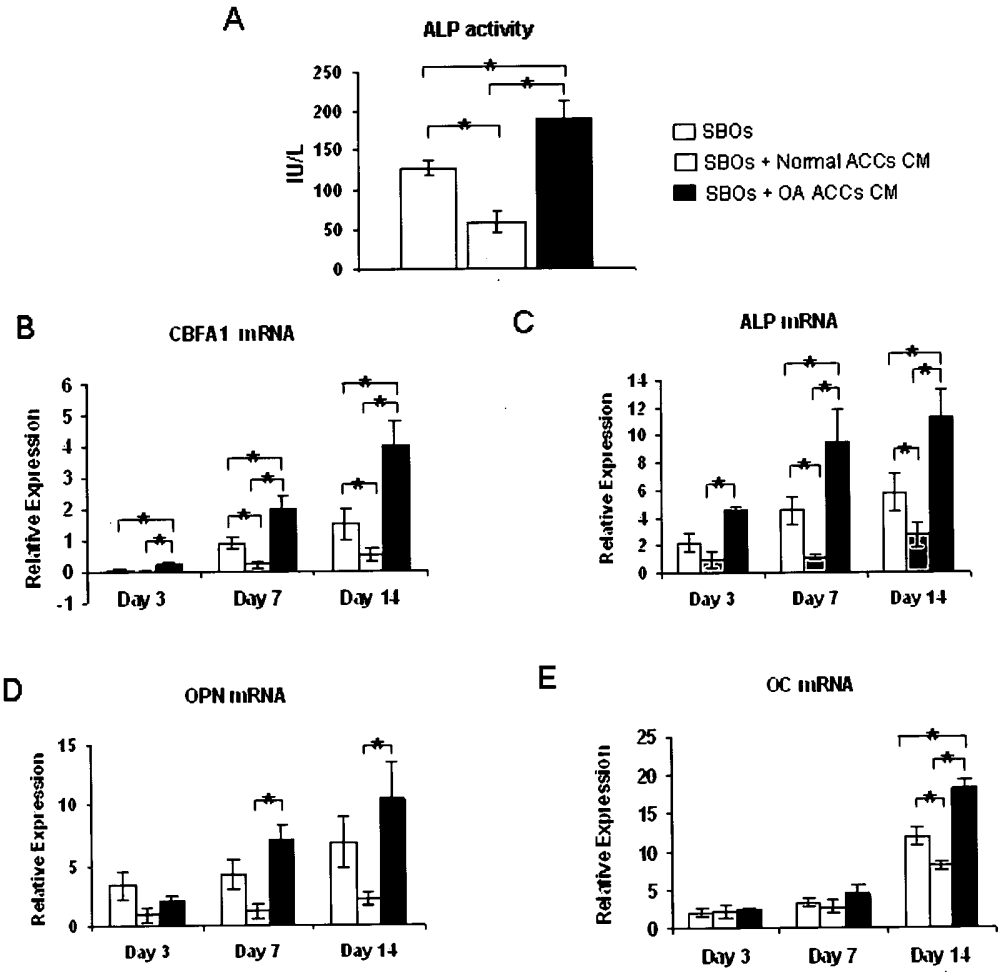 A
ALP activity
250
200
150
100
50
0
IU/L
*
*
*
SBOs
SBOs + Normal ACCs CM
SBOs + OA ACCs CM
B
CBFA1 mRNA
6
5
4
3
2
1
0
-1
Relative Expression
* * * * * * * *
Day 3 Day 7 Day 14
C
ALP mRNA
14
12
10
8
6
4
2
0
Relative Expression
* * * * * * *
Day 3 Day 7 Day 14
D
OPN mRNA
15
10
5
0
Relative Expression
* *
Day 3 Day 7 Day 14
E
OC mRNA
25
20
15
10
5
0
Relative Expression
* * *
Day 3 Day 7 Day 14